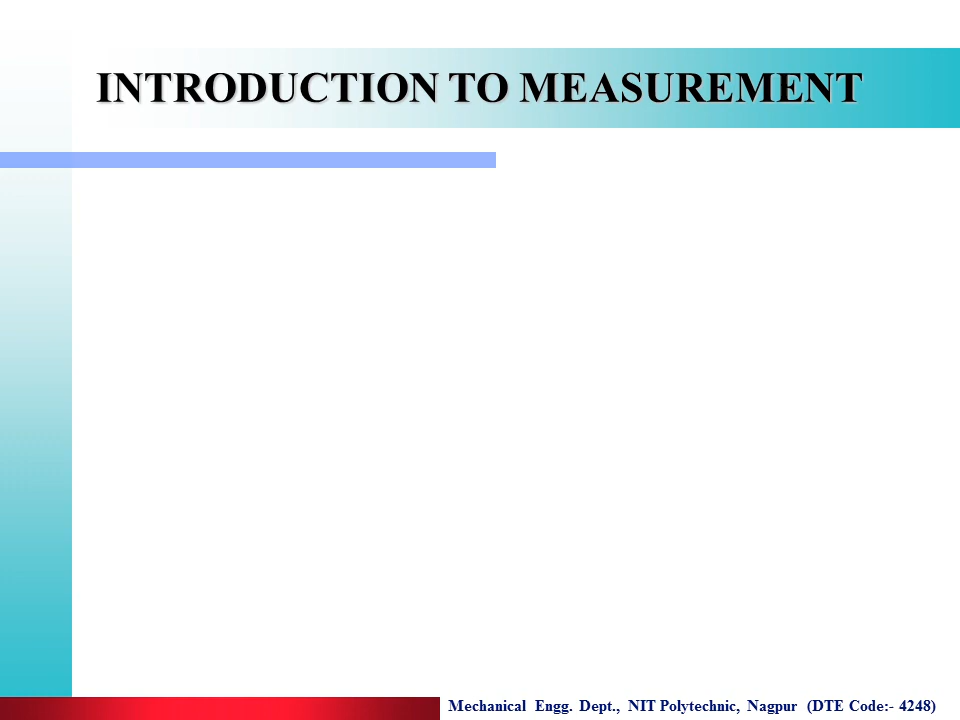 INTRODUCTION TO MEASUREMENT
Mechanical Engg. Dept., NIT Polytechnic, Nagpur (DTE Code:- 4248)